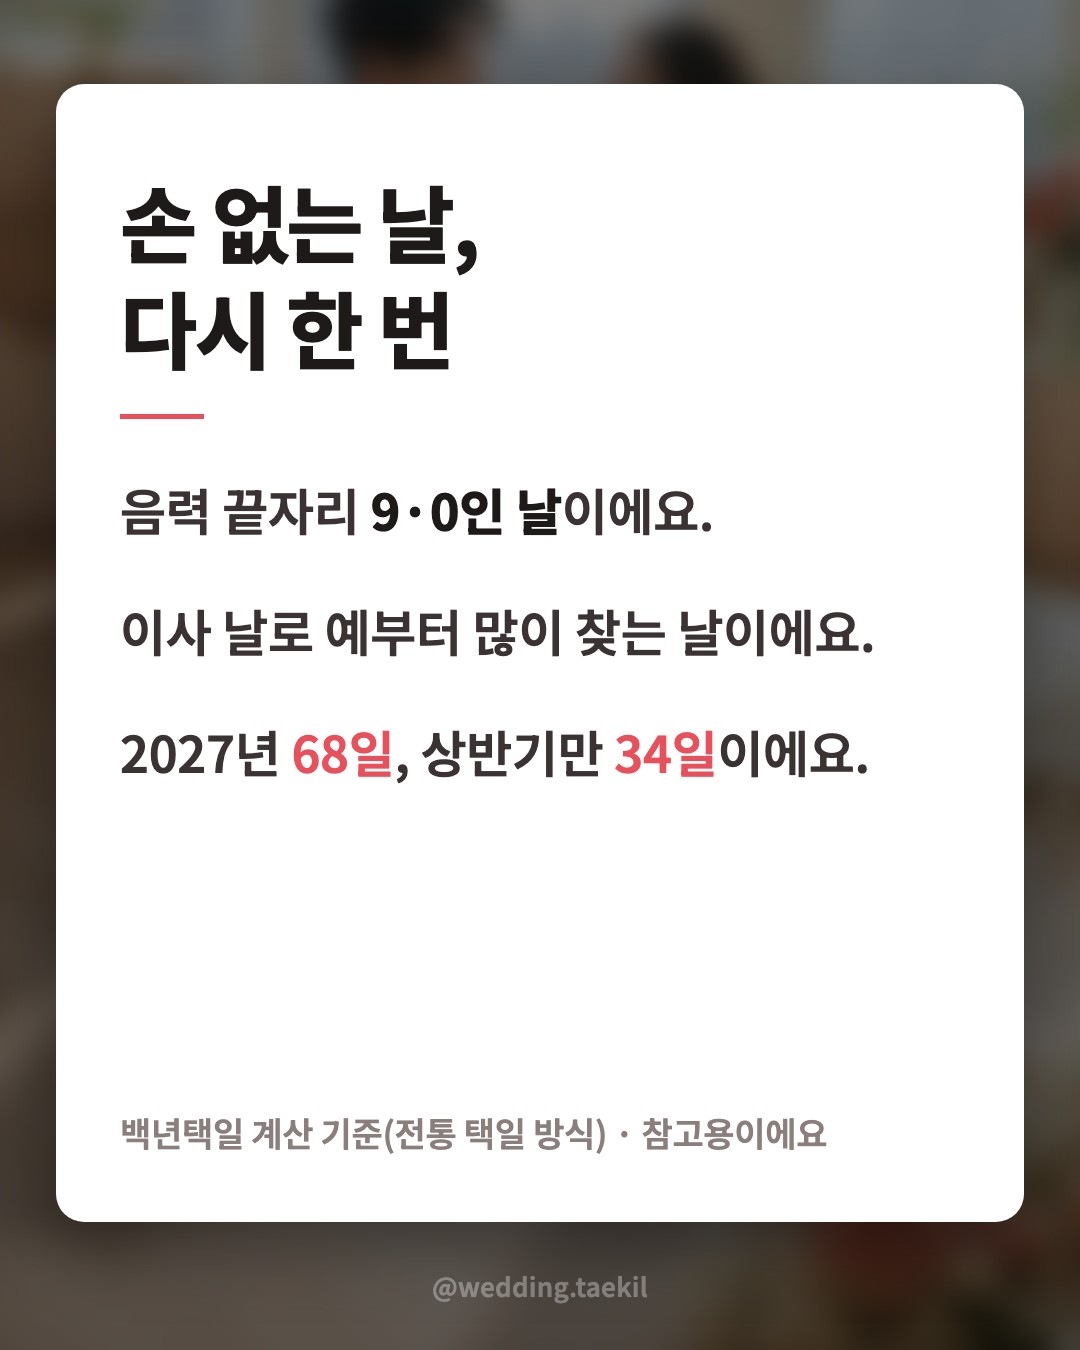 손 없는 날,
다시 한 번
음력 끝자리 9·0인 날이에요.
이사 날로 예부터 많이 찾는 날이에요.
2027년 68일, 상반기만 34일이에요.
백년택일 계산 기준(전통 택일 방식) · 참고용이에요
@wedding.taekil